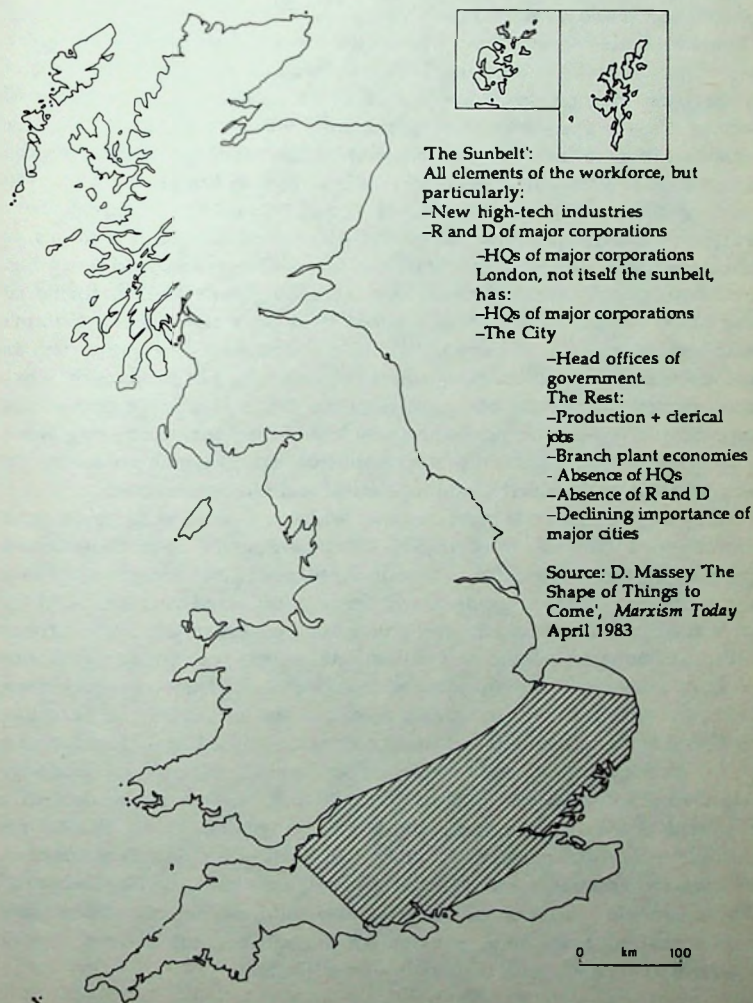 'The Sunbelt':
All elements of the workforce, but
particularly:
–New high-tech industries
–R and D of major corporations
–HQs of major corporations
London, not itself the sunbelt,
has:
–HQs of major corporations
–The City
–Head offices of
government.
The Rest:
–Production + clerical
jobs
–Branch plant economies
- Absence of HQs
–Absence of R and D
–Declining importance of
major cities
Source: D. Massey 'The
Shape of Things to
Come', Marxism Today
April 1983
0 km 100